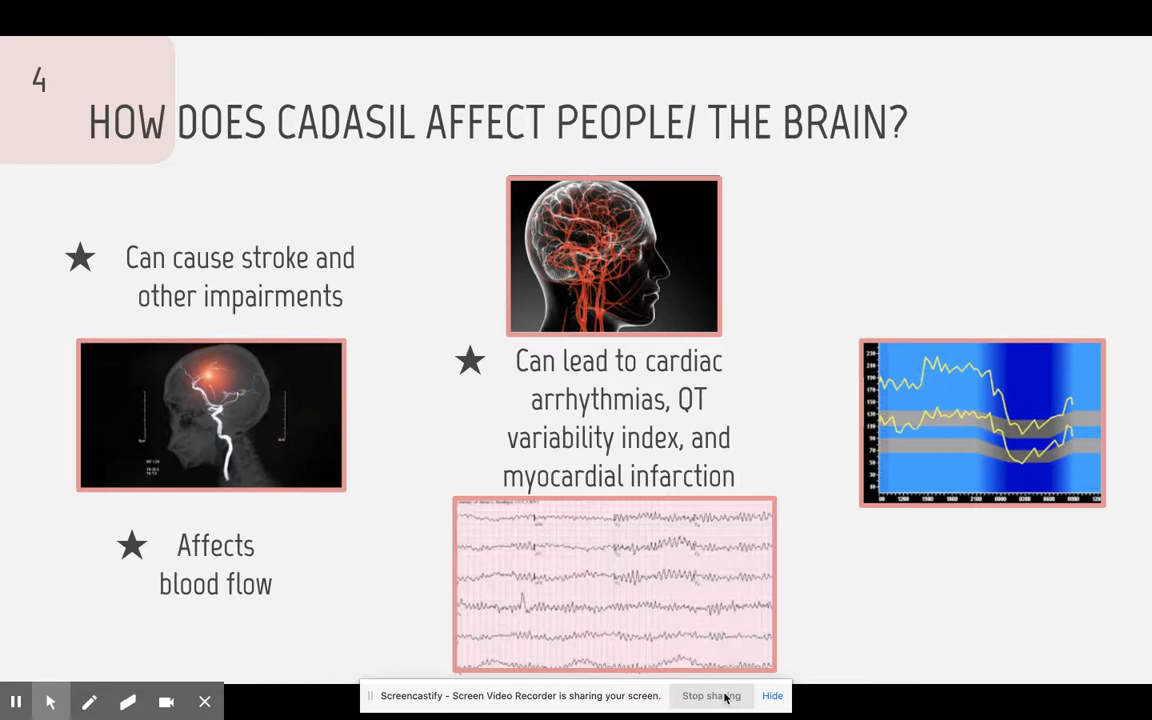 4
HOW DOES CADASIL AFFECT PEOPLE/ THE BRAIN?
★ Can cause stroke and
other impairments
★ Can lead to cardiac
arrhythmias, QT
variability index, and
myocardial infarction
★ Affects
blood flow
Screencastify - Screen Video Recorder is sharing your screen.
Stop sharing
Hide